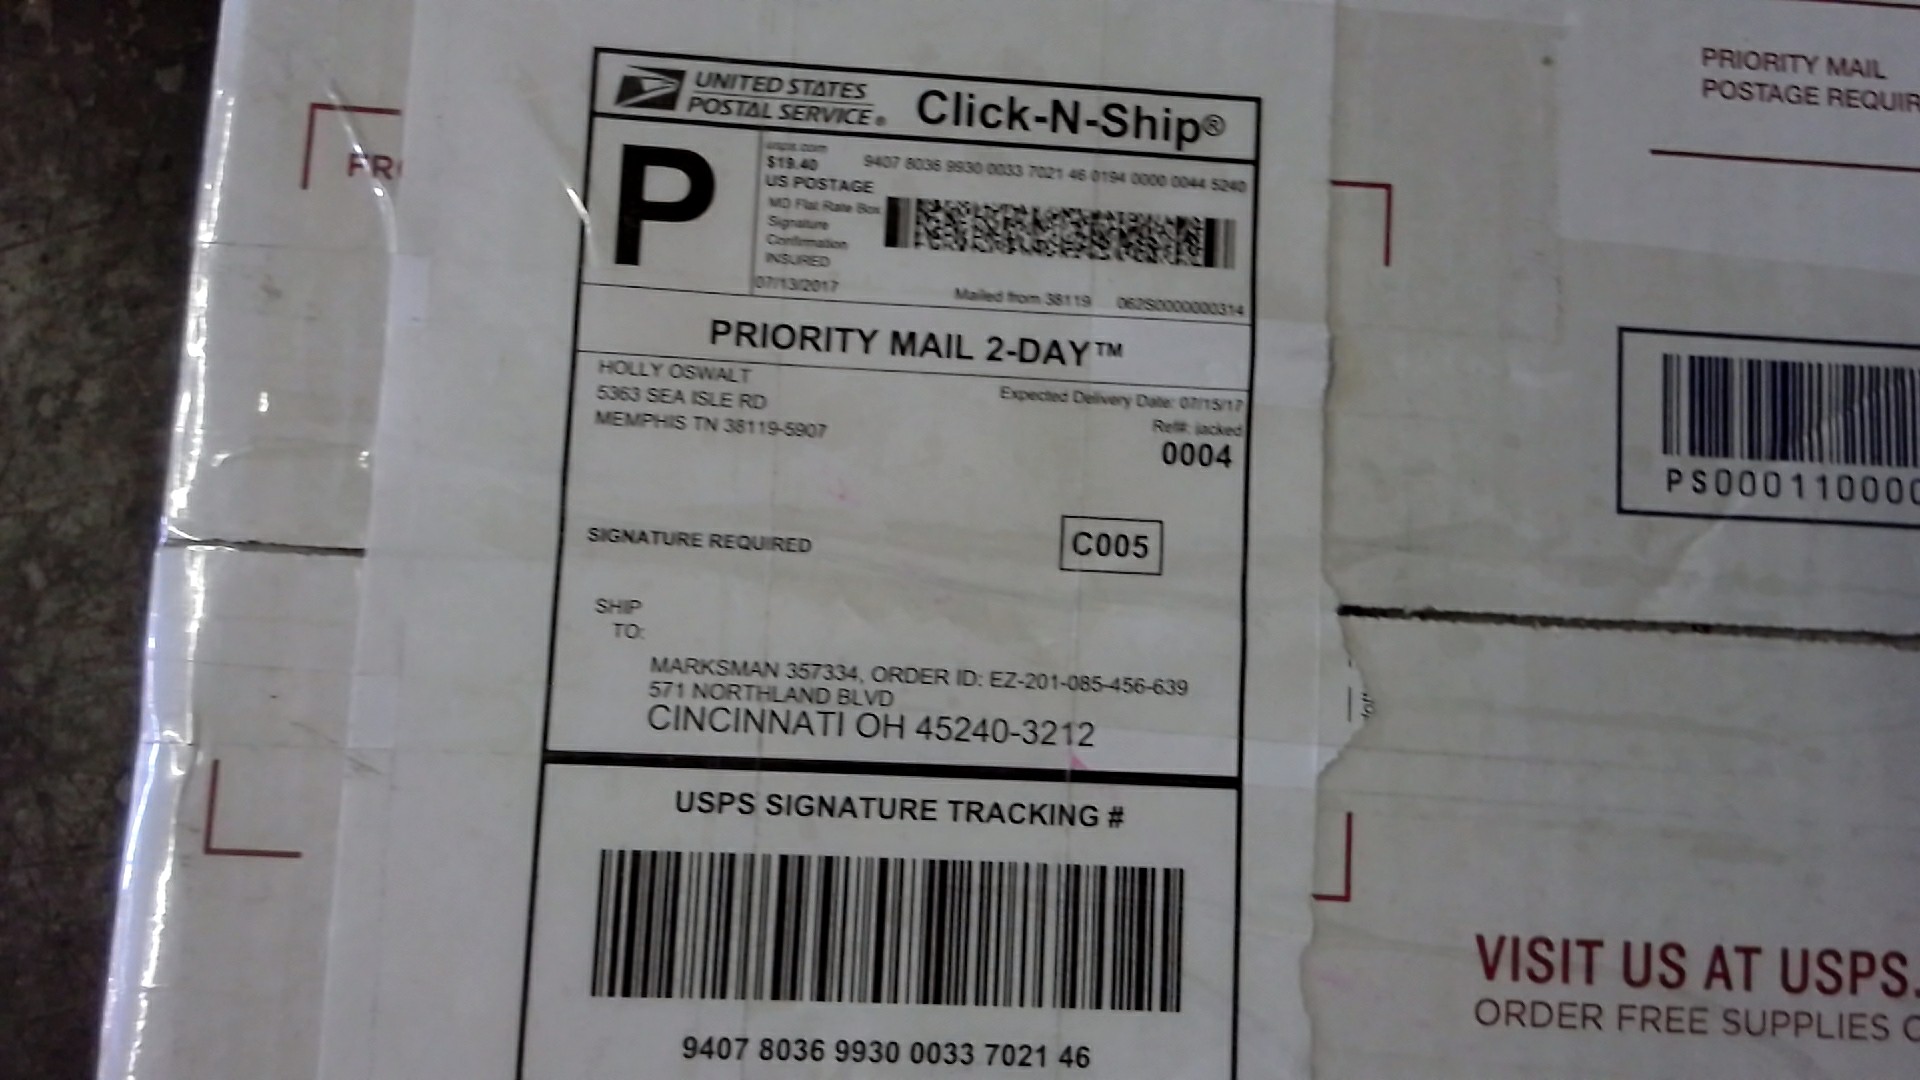 UNITED STATES
POSTAL SERVICE®
Click-N-Ship®
P
usps.com
$19.40
US POSTAGE
MD Flat Rate Box
Signature
Confirmation
INSURED
07/13/2017
9407 8036 9930 0033 7021 46 0194 0000 0044 5240
Mailed from 38119 062S0000000314
PRIORITY MAIL 2-DAY™
HOLLY OSWALT
5363 SEA ISLE RD
MEMPHIS TN 38119-5907
Expected Delivery Date: 07/15/17
Ref#: jacked
0004
SIGNATURE REQUIRED
C005
SHIP
TO:
MARKSMAN 357334, ORDER ID: EZ-201-085-456-639
571 NORTHLAND BLVD
CINCINNATI OH 45240-3212
USPS SIGNATURE TRACKING #
9407 8036 9930 0033 7021 46
FR
PRIORITY MAIL
POSTAGE REQUIR
PS00011000
VISIT US AT USPS.
ORDER FREE SUPPLIES